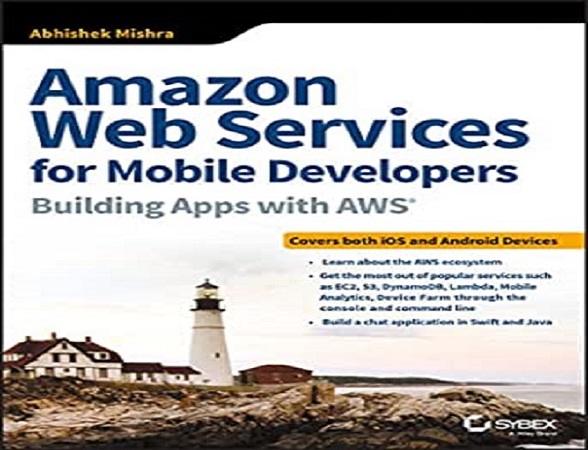 Abhishek Mishra
Amazon
Web Services
for Mobile Developers
Building Apps with AWS®
Covers both iOS and Android Devices
• Learn about the AWS ecosystem
• Get the most out of popular services such
as EC2, S3, DynamoDB, Lambda, Mobile
Analytics, Device Farm through the
console and command line
• Build a chat application in Swift and Java
SYBEX
A Wiley Brand